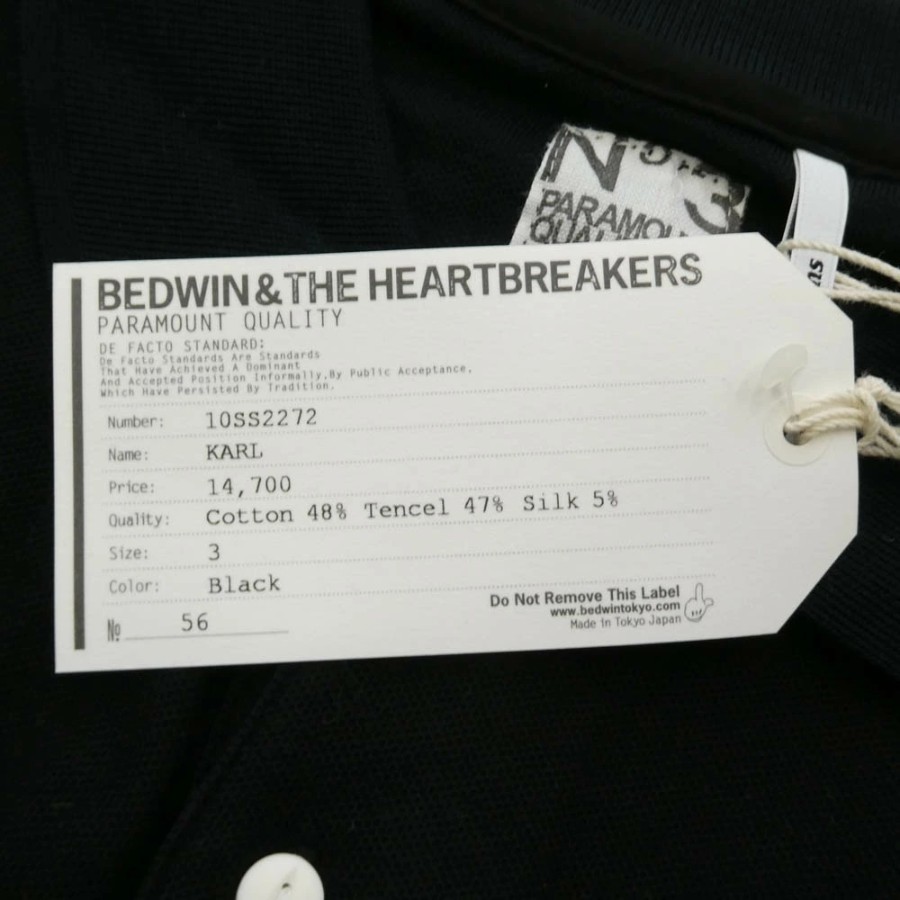 N
3
PARAMOU
BEDWIN&THE HEARTBREAKERS
PARAMOUNT QUALITY
DE FACTO STANDARD:
De Facto Standards Are Standards
That Have Achieved A Dominant
And Accepted Position Informally,By Public Acceptance,
Which Have Persisted By Tradition.
Number: 10SS2272
Name: KARL
Price: 14,700
Quality: Cotton 48% Tencel 47% Silk 5%
Size: 3
Color: Black
№ 56
Do Not Remove This Label
www.bedwintokyo.com
Made in Tokyo Japan